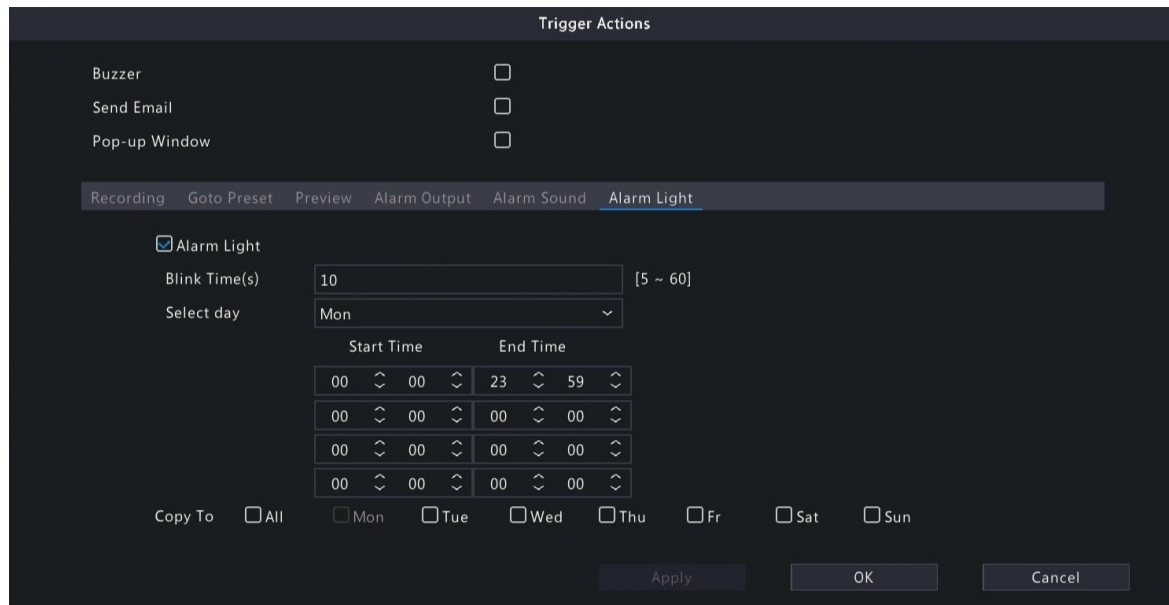 Trigger Actions
Buzzer
Send Email
Pop-up Window
Recording Goto Preset Preview Alarm Output Alarm Sound Alarm Light
Alarm Light
Blink Time(s) 10 [5 ~ 60]
Select day Mon
Start Time End Time
00 00 23 59
00 00 00 00
00 00 00 00
00 00 00 00
Copy To All Mon Tue Wed Thu Fr Sat Sun
Apply OK Cancel